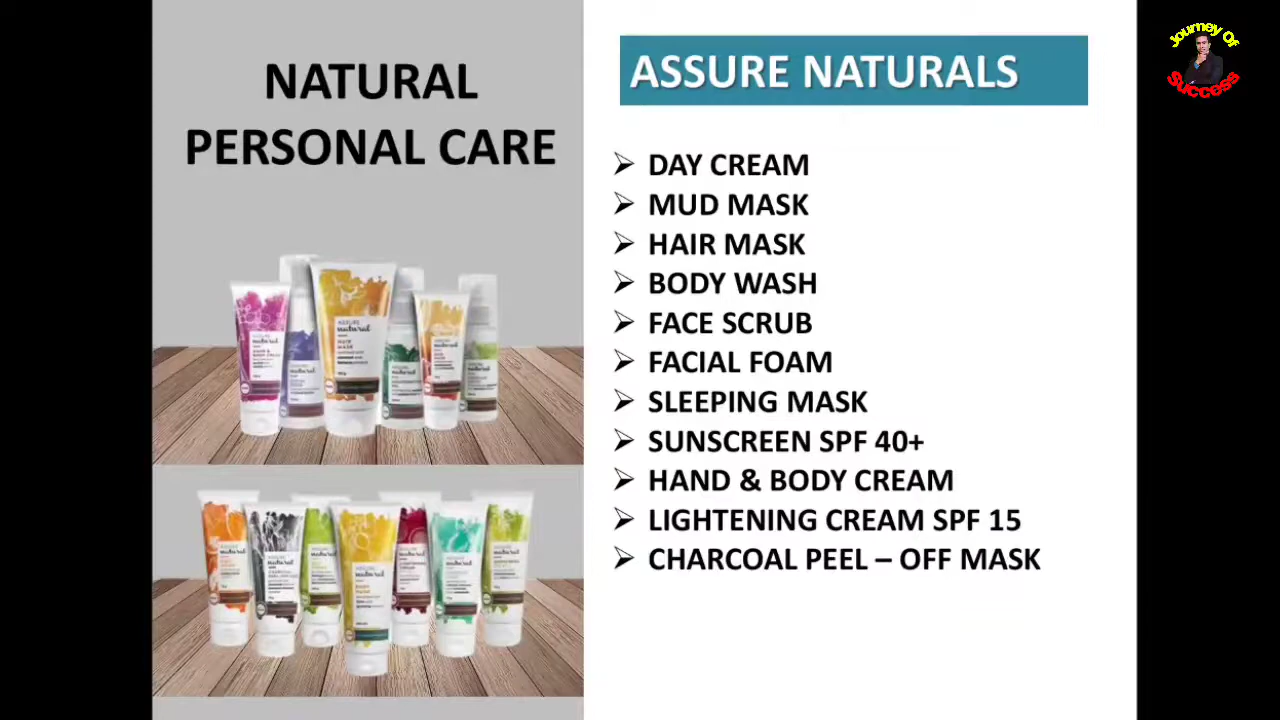 NATURAL
PERSONAL CARE
ASSURE NATURALS
Journey Of
Success
➢ DAY CREAM
➢ MUD MASK
➢ HAIR MASK
➢ BODY WASH
➢ FACE SCRUB
➢ FACIAL FOAM
➢ SLEEPING MASK
➢ SUNSCREEN SPF 40+
➢ HAND & BODY CREAM
➢ LIGHTENING CREAM SPF 15
➢ CHARCOAL PEEL – OFF MASK